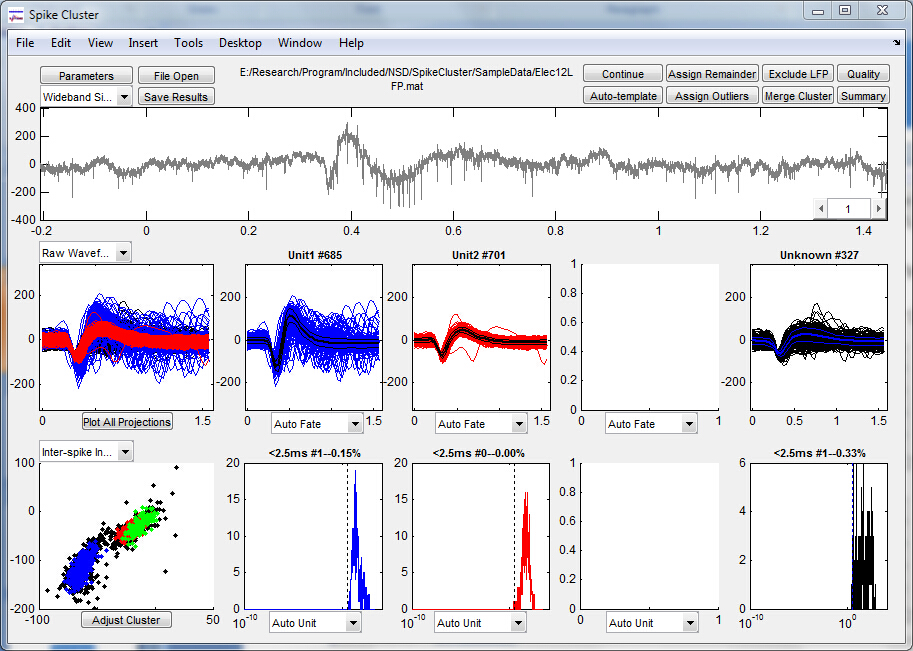 Spike Cluster
File Edit View Insert Tools Desktop Window Help
Parameters File Open E:/Research/Program/Included/NSD/SpikeCluster/SampleData/Elec12L Continue Assign Remainder Exclude LFP Quality
Wideband Si... Save Results FP.mat Auto-template Assign Outliers Merge Cluster Summary
400
200
0
-200
-400
1
-0.2 0 0.2 0.4 0.6 0.8 1 1.2 1.4
Raw Wavef... Unit1 #685 Unit2 #701 Unknown #327
200 200 200 1 200
0.8
0.6
0 0 0 0.4 0
-200 -200 -200 0.2 -200
0
0 Plot All Projections 1.5 0 Auto Fate 1.5 0 Auto Fate 1.5 0 Auto Fate 1 0 0.5 1 1.5
Inter-spike In... <2.5ms #1--0.15% <2.5ms #0--0.00% <2.5ms #1--0.33%
100 20 20 1 6
0 15 15 0.8 4
0.6
-100 10 10 0.4 2
5 5 0.2
-200 0 0 0 0
-100 Adjust Cluster 50 10⁻¹⁰ Auto Unit 10⁻¹⁰ Auto Unit 0 Auto Unit 1 10⁻¹⁰ 10⁰